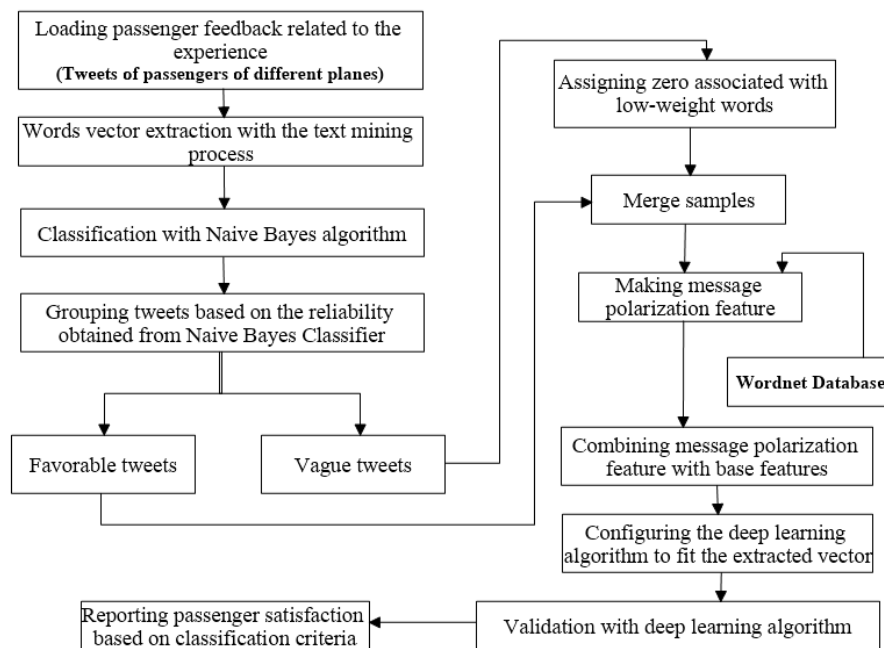 Loading passenger feedback related to the
experience
(Tweets of passengers of different planes)
Words vector extraction with the text mining
process
Classification with Naive Bayes algorithm
Grouping tweets based on the reliability
obtained from Naive Bayes Classifier
Favorable tweets
Vague tweets
Assigning zero associated with
low-weight words
Merge samples
Making message
polarization feature
Wordnet Database
Combining message polarization
feature with base features
Configuring the deep learning
algorithm to fit the extracted vector
Validation with deep learning algorithm
Reporting passenger satisfaction
based on classification criteria